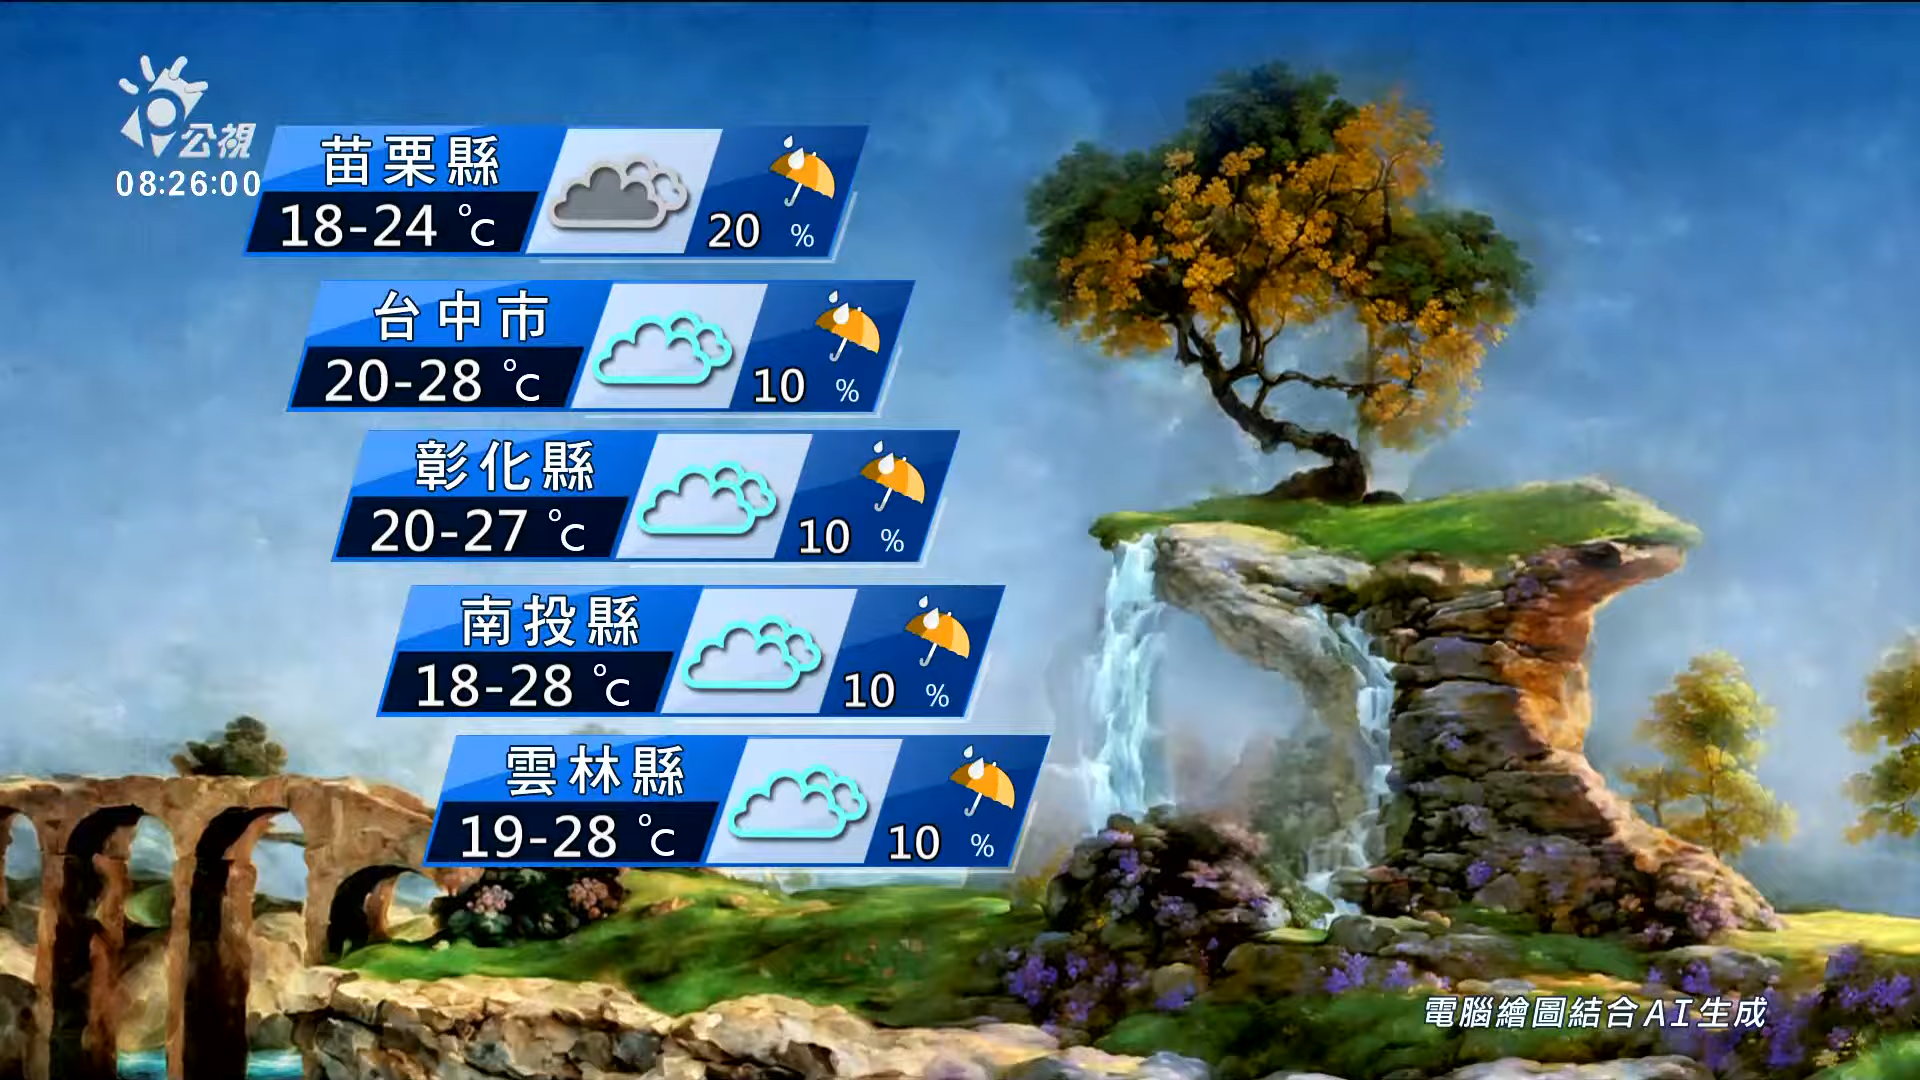 公視
08:26:00
苗栗縣
18-24 ℃
20 %
台中市
20-28 ℃
10 %
彰化縣
20-27 ℃
10 %
南投縣
18-28 ℃
10 %
雲林縣
19-28 ℃
10 %
電腦繪圖結合AI生成